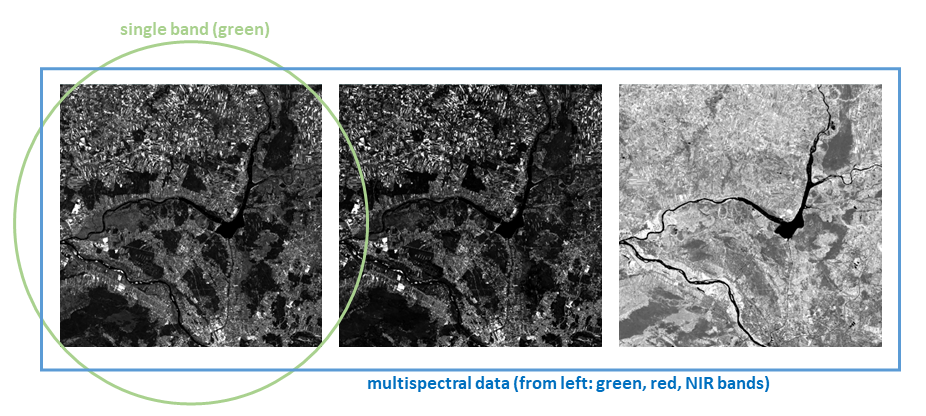 single band (green)
multispectral data (from left: green, red, NIR bands)